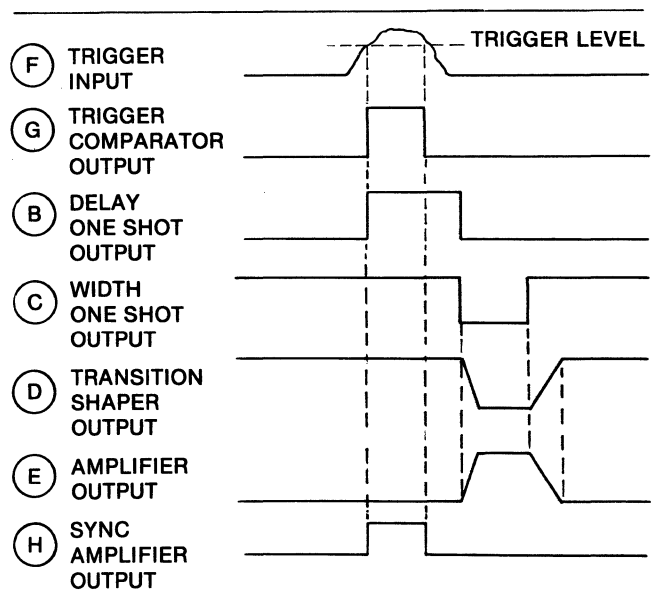 TRIGGER LEVEL
F TRIGGER
INPUT
G TRIGGER
COMPARATOR
OUTPUT
B DELAY
ONE SHOT
OUTPUT
C WIDTH
ONE SHOT
OUTPUT
D TRANSITION
SHAPER
OUTPUT
E AMPLIFIER
OUTPUT
H SYNC
AMPLIFIER
OUTPUT